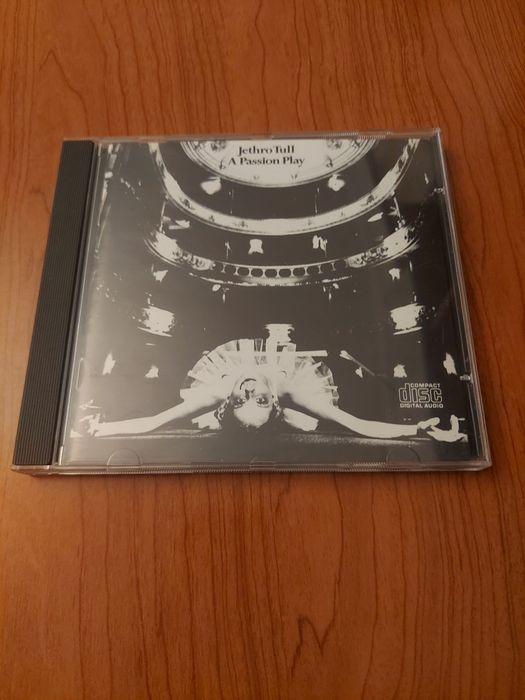 Jethro Tull
A Passion Play
COMPACT
disc
DIGITAL AUDIO